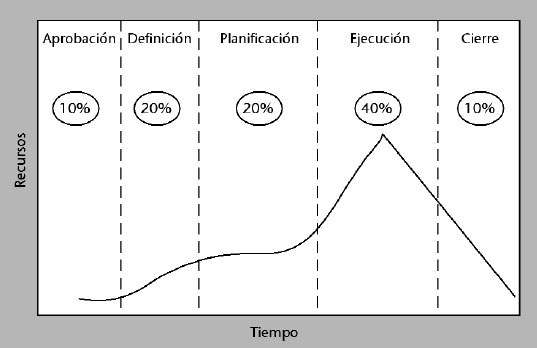 Aprobación Definición Planificación Ejecución Cierre
10% 20% 20% 40% 10%
Recursos
Tiempo